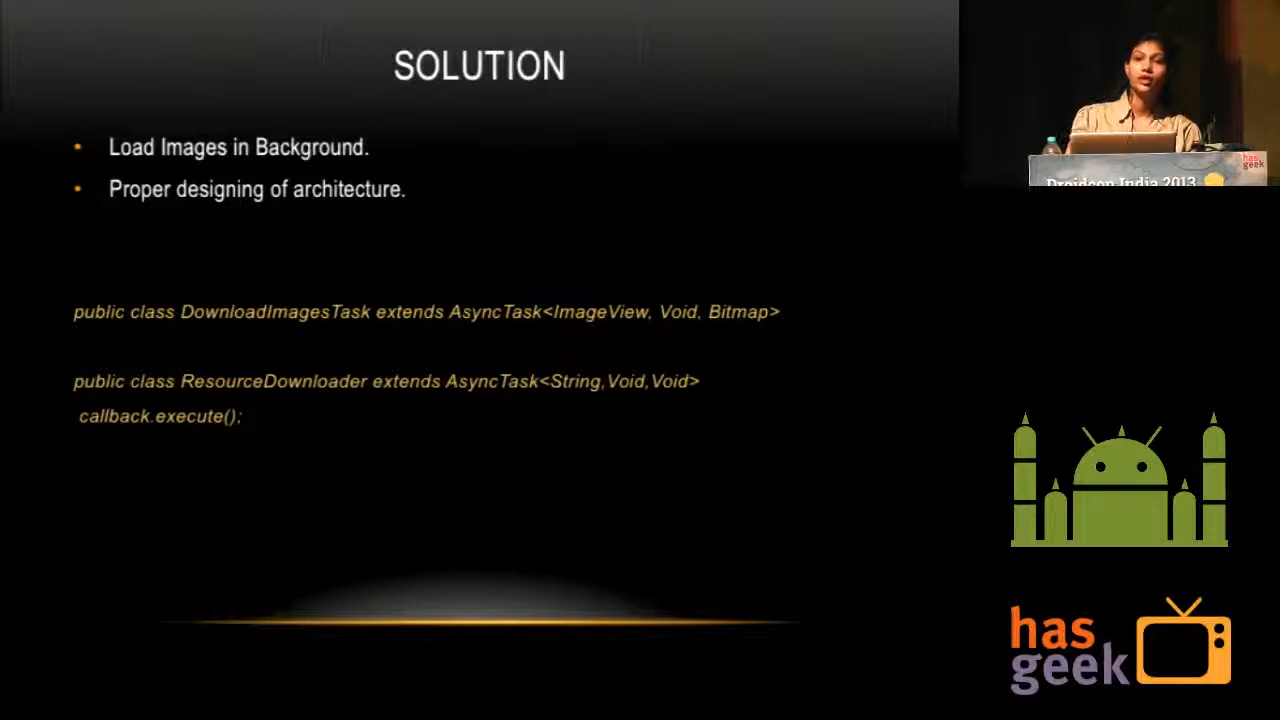 SOLUTION
• Load Images in Background.
• Proper designing of architecture.
public class DownloadImagesTask extends AsyncTask<ImageView, Void, Bitmap>
public class ResourceDownloader extends AsyncTask<String,Void,Void>
callback.execute();
has
geek
Droidcon India 2013
has
geek